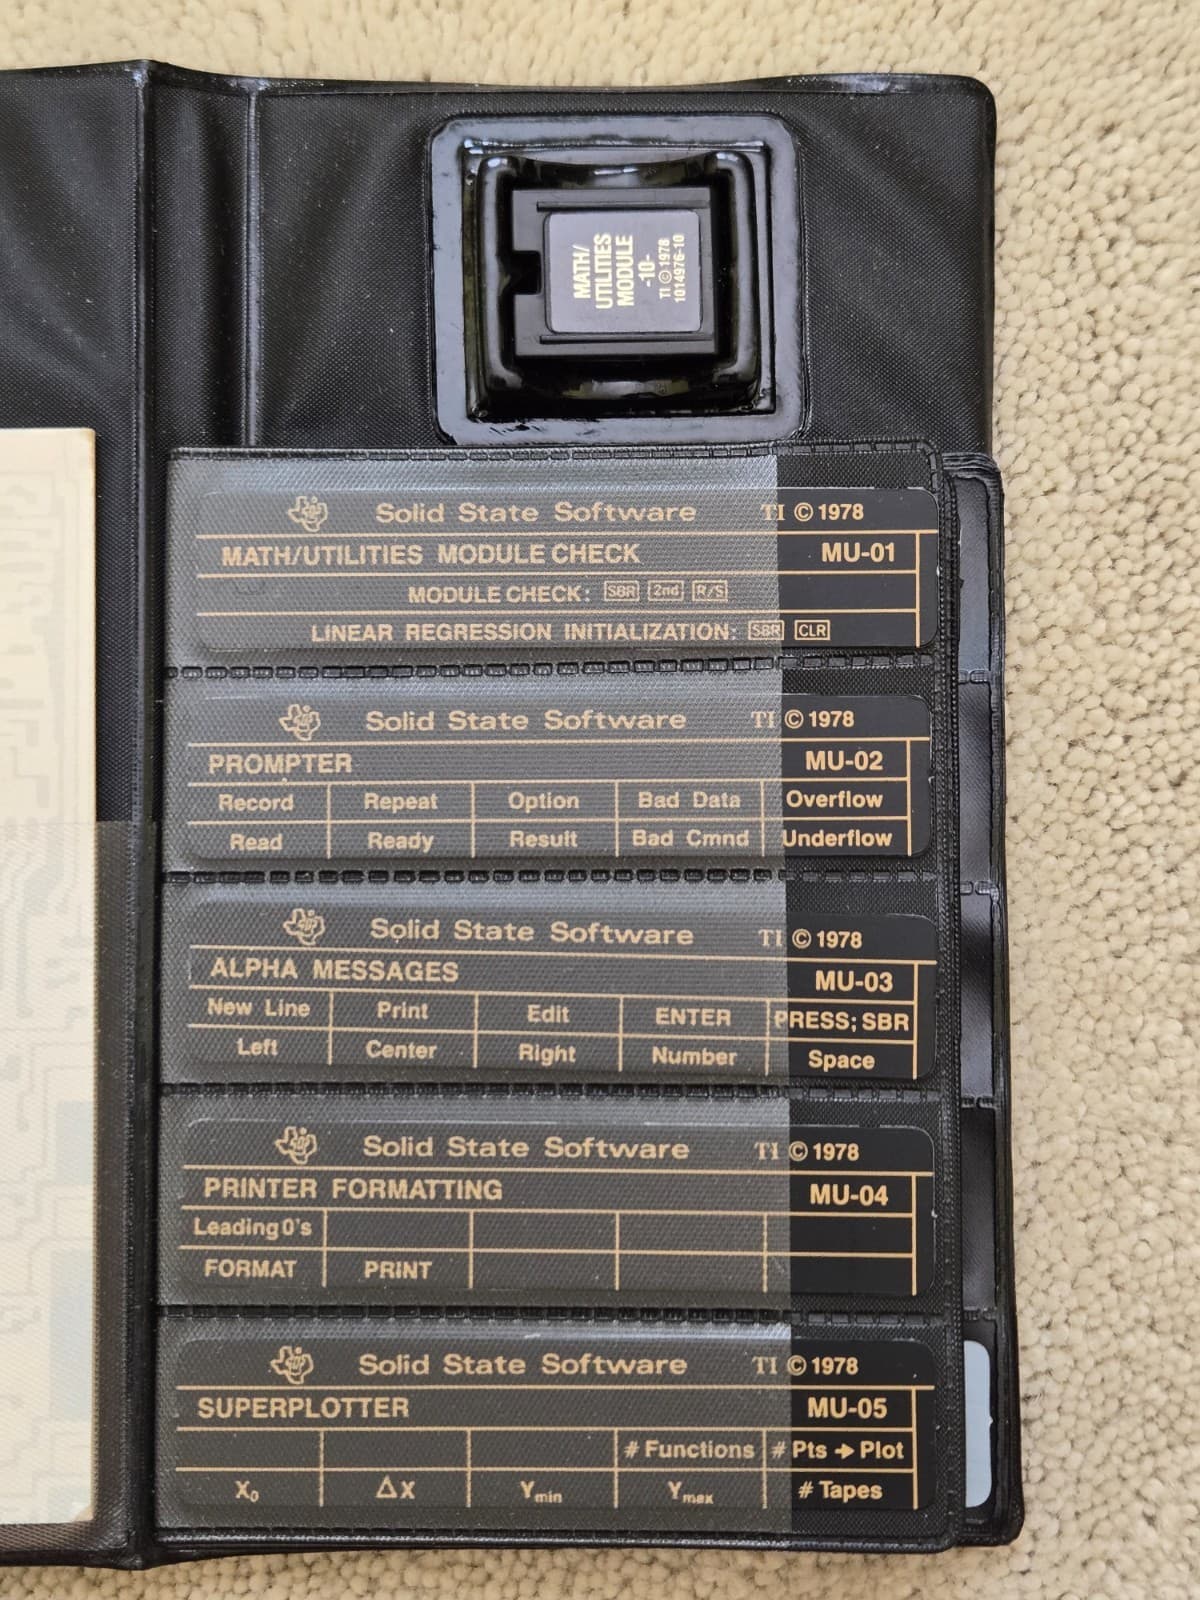 MATH/
UTILITIES
MODULE
-10-
TI © 1978
1014976-10
Solid State Software TI © 1978
MATH/UTILITIES MODULE CHECK MU-01
MODULE CHECK: SBR 2nd R/S
LINEAR REGRESSION INITIALIZATION: SBR CLR
Solid State Software TI © 1978
PROMPTER MU-02
Record Repeat Option Bad Data Overflow
Read Ready Result Bad Cmnd Underflow
Solid State Software TI © 1978
ALPHA MESSAGES MU-03
New Line Print Edit ENTER PRESS; SBR
Left Center Right Number Space
Solid State Software TI © 1978
PRINTER FORMATTING MU-04
Leading 0's
FORMAT PRINT
Solid State Software TI © 1978
SUPERPLOTTER MU-05
# Functions # Pts → Plot
X₀ ΔX Ymin Ymax # Tapes